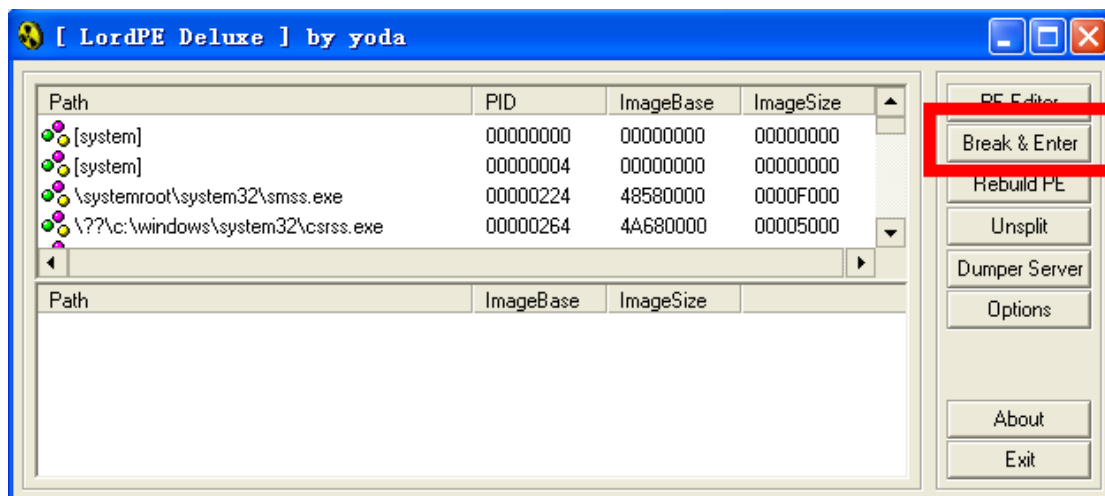 [ LordPE Deluxe ] by yoda
Path PID ImageBase ImageSize
[system] 00000000 00000000 00000000
[system] 00000004 00000000 00000000
\systemroot\system32\smss.exe 00000224 48580000 0000F000
\??\c:\windows\system32\csrss.exe 00000264 4A680000 00005000
Path ImageBase ImageSize
PE Editor
Break & Enter
Rebuild PE
Unsplit
Dumper Server
Options
About
Exit